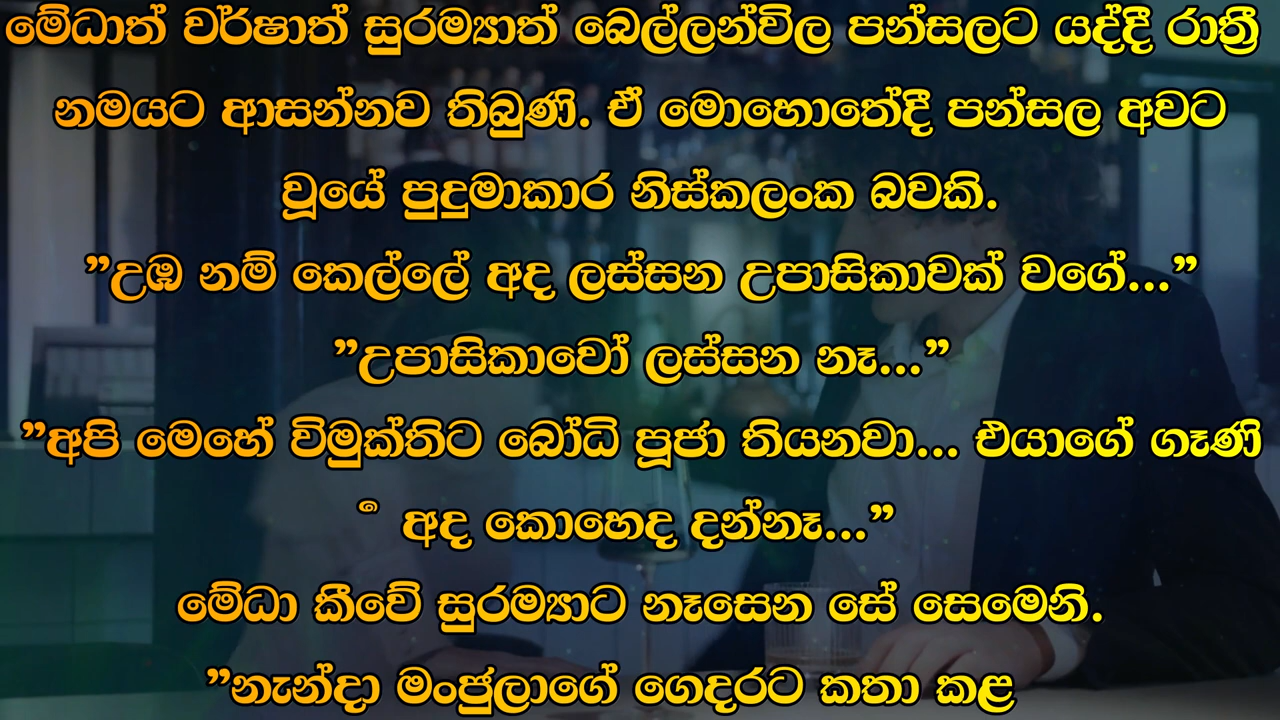 මේධාත් වර්ෂාත් සුරම්‍යාත් බෙල්ලන්විල පන්සලට යද්දී රාත්‍රී
නමයට ආසන්නව තිබුණි. ඒ මොහොතේදී පන්සල අවට
වූයේ පුදුමාකාර නිස්කලංක බවකි.
”උඹ නම් කෙල්ලේ අද ලස්සන උපාසිකාවක් වගේ...”
”උපාසිකාවෝ ලස්සන නෑ...”
”අපි මෙහේ විමුක්තිට බෝධි පූජා තියනවා... එයාගේ ගෑණි
අද කොහෙද දන්නෑ...”
මේධා කීවේ සුරම්‍යාට නෑසෙන සේ සෙමෙනි.
”නැන්දා මංජුලාගේ ගෙදරට කතා කළ